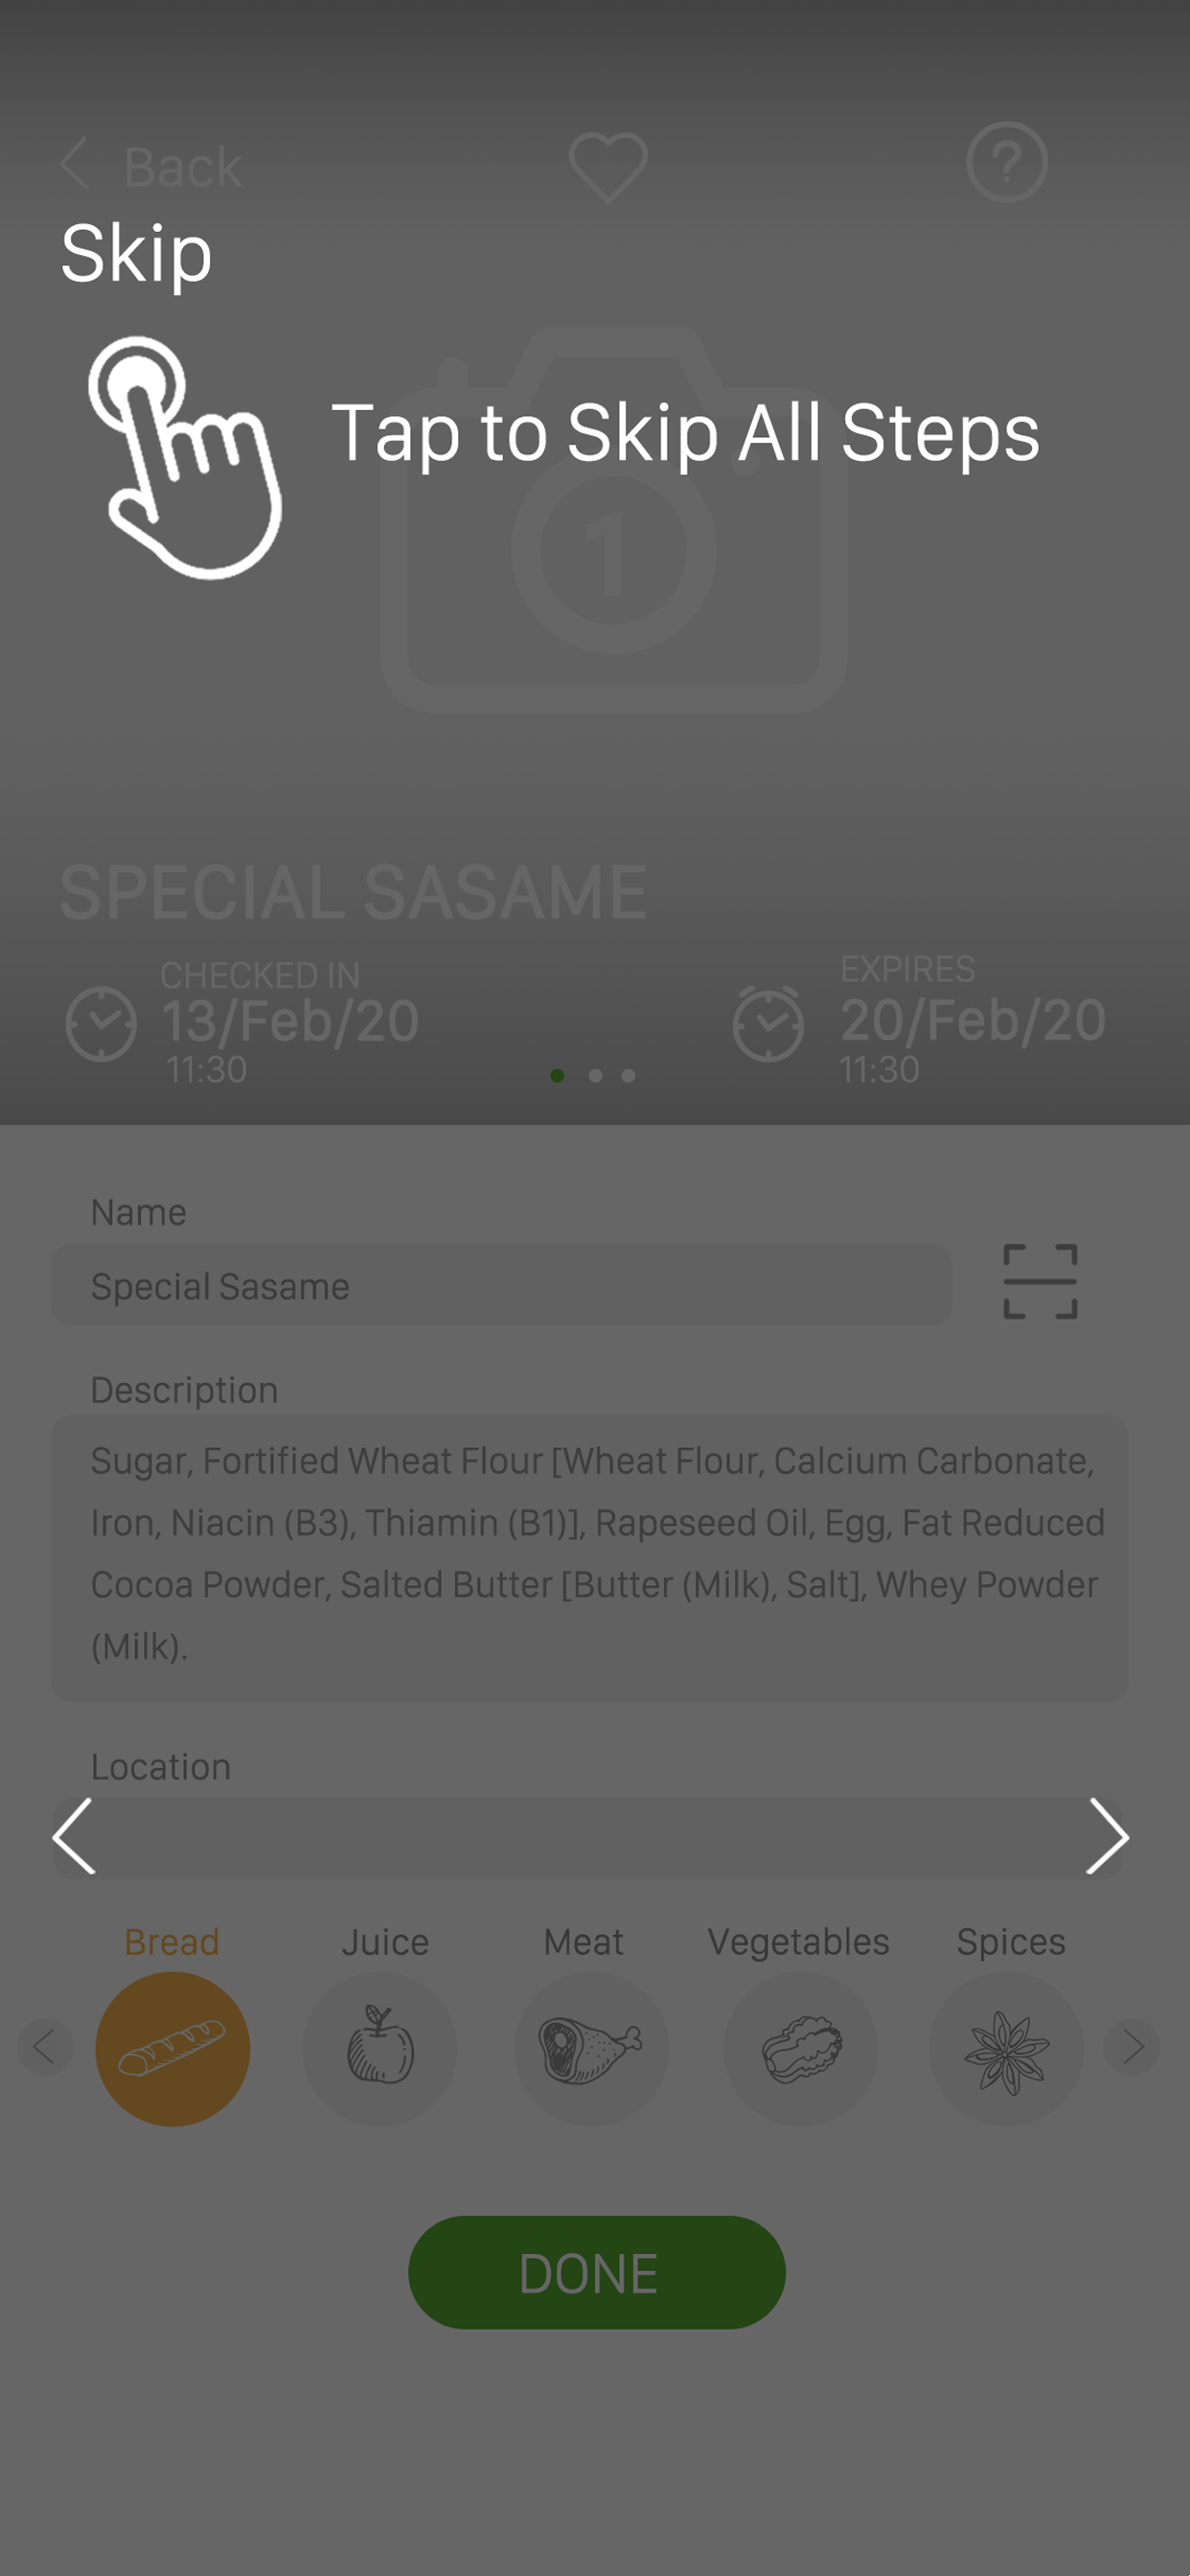 Back
?
Skip
Tap to Skip All Steps
1
SPECIAL SASAME
CHECKED IN
13/Feb/20
11:30
EXPIRES
20/Feb/20
11:30
Name
Special Sasame
Description
Sugar, Fortified Wheat Flour [Wheat Flour, Calcium Carbonate,
Iron, Niacin (B3), Thiamin (B1)], Rapeseed Oil, Egg, Fat Reduced
Cocoa Powder, Salted Butter [Butter (Milk), Salt], Whey Powder
(Milk).
Location
Bread Juice Meat Vegetables Spices
DONE